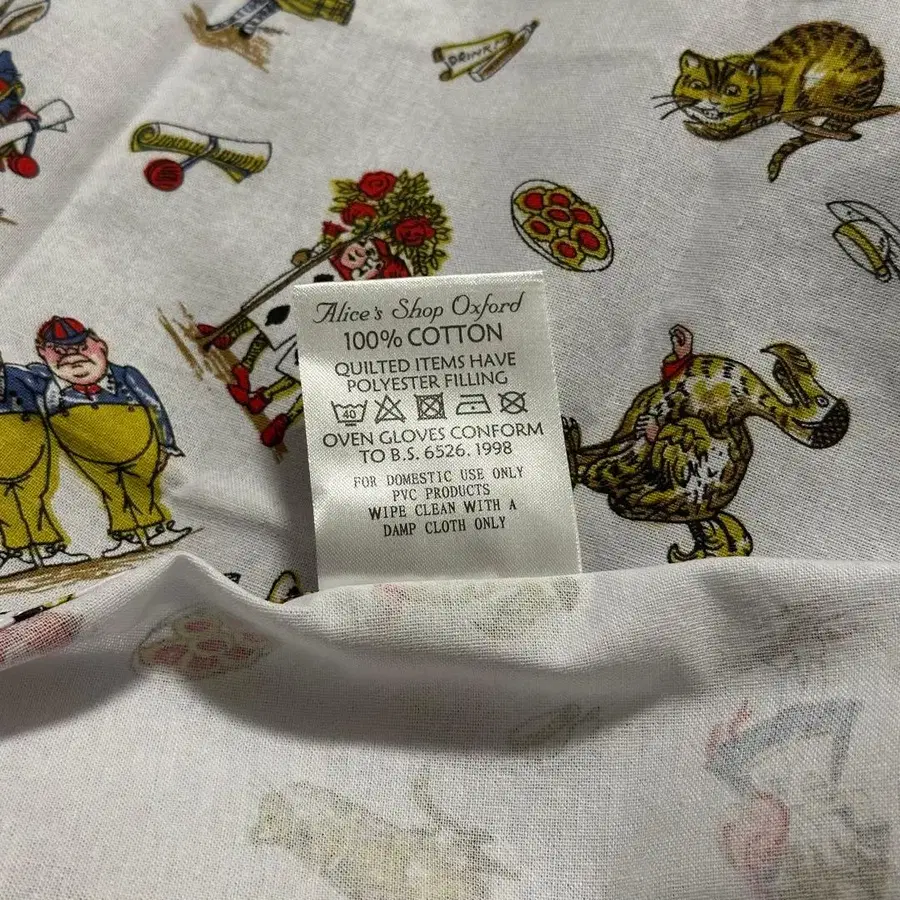 DRINK
Alice's Shop Oxford
100% COTTON
QUILTED ITEMS HAVE
POLYESTER FILLING
40
OVEN GLOVES CONFORM
TO B.S. 6526. 1998
FOR DOMESTIC USE ONLY
PVC PRODUCTS
WIPE CLEAN WITH A
DAMP CLOTH ONLY